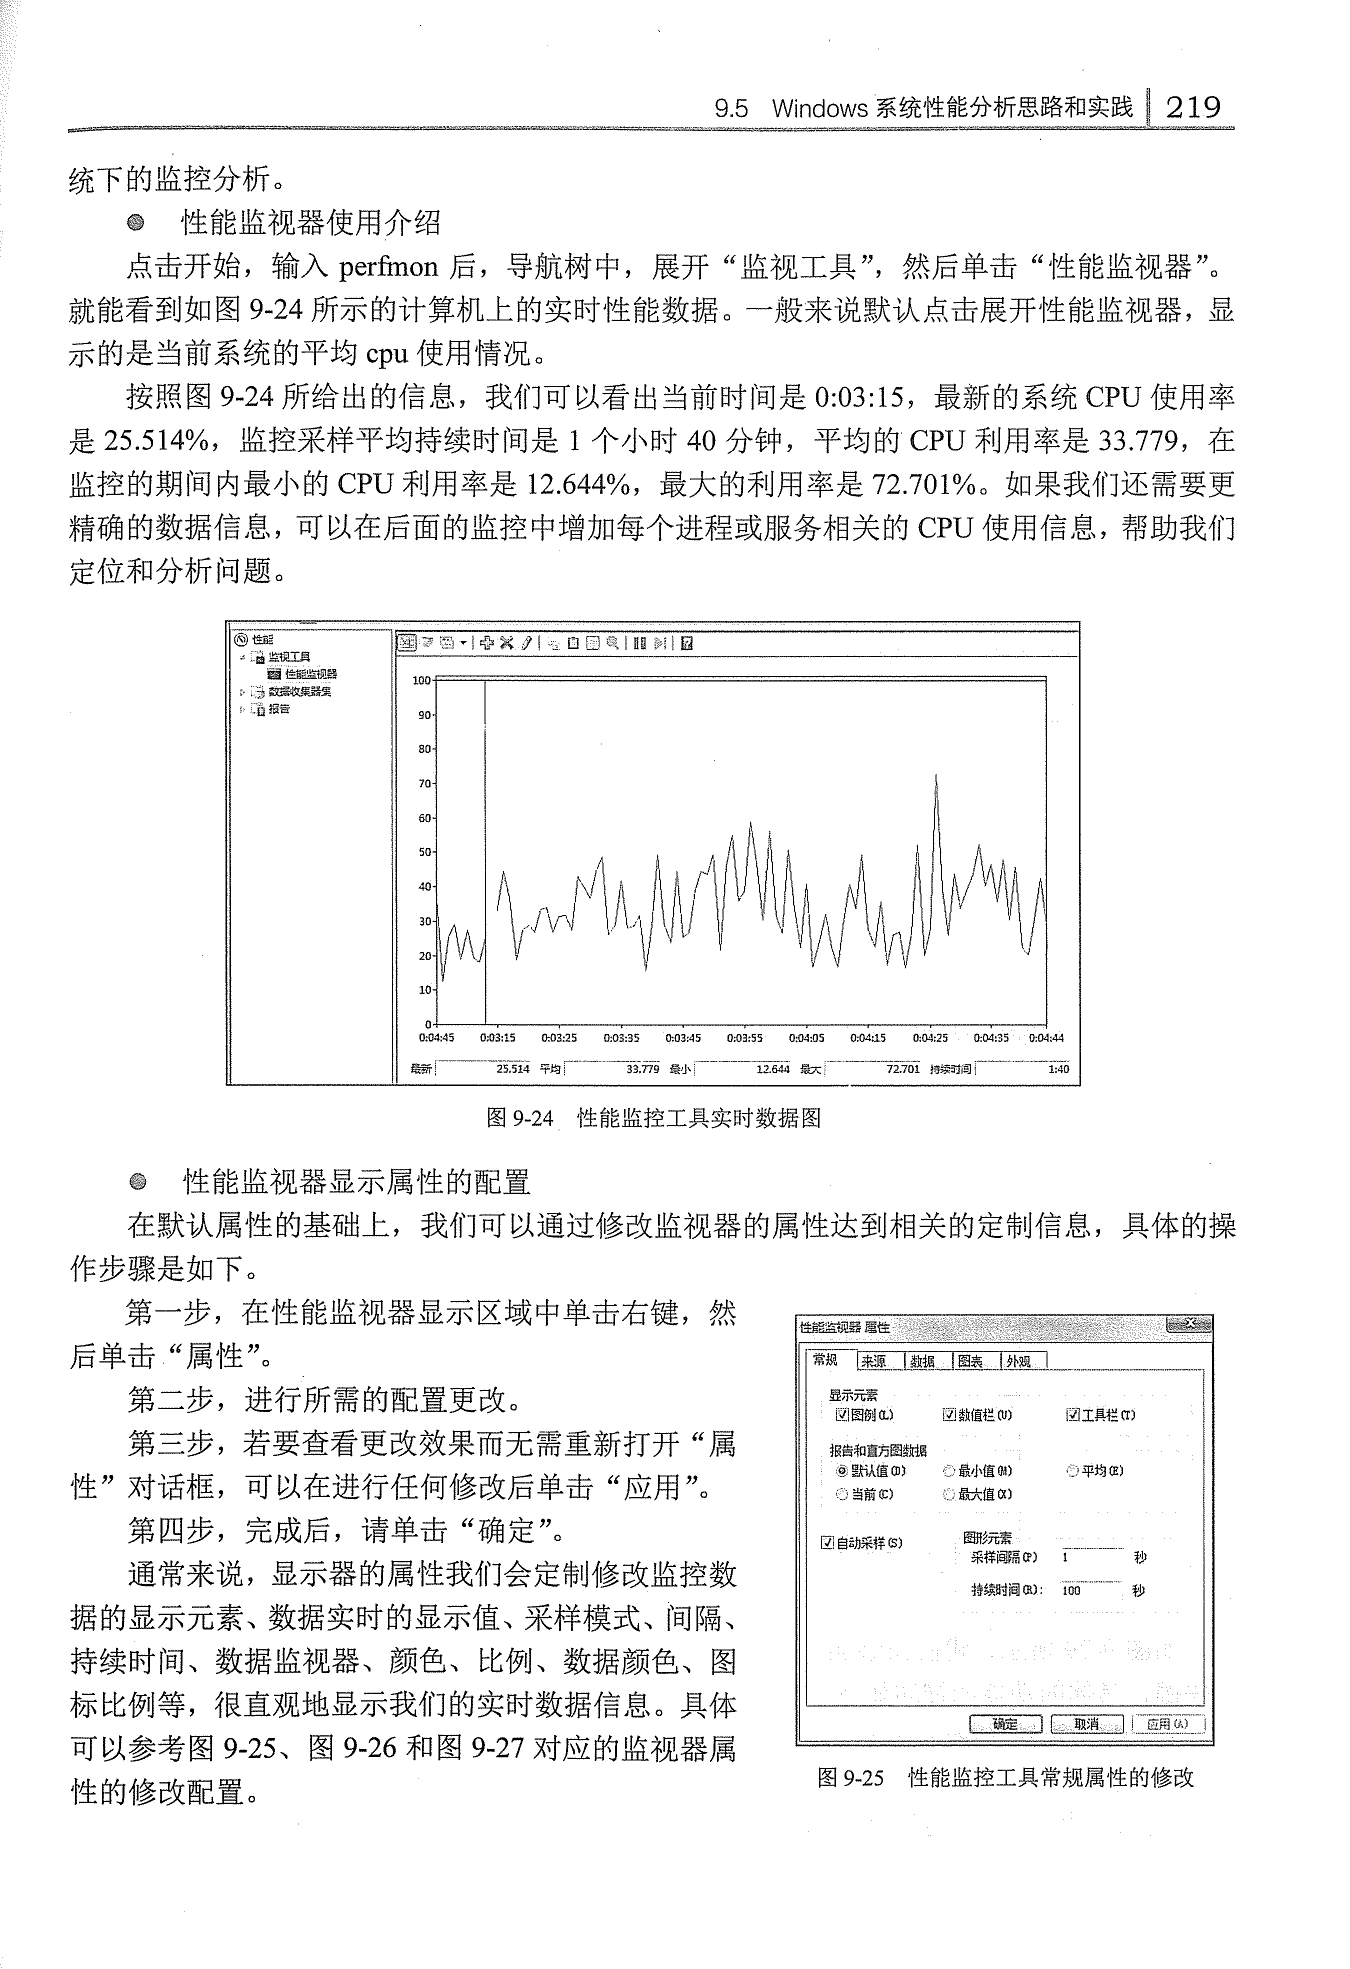 9.5 Windows 系统性能分析思路和实践 219
统下的监控分析。
● 性能监视器使用介绍
点击开始，输入 perfmon 后，导航树中，展开“监视工具”，然后单击“性能监视器”。
就能看到如图 9-24 所示的计算机上的实时性能数据。一般来说默认点击展开性能监视器，显
示的是当前系统的平均 cpu 使用情况。
按照图 9-24 所给出的信息，我们可以看出当前时间是 0:03:15，最新的系统 CPU 使用率
是 25.514%，监控采样平均持续时间是 1 个小时 40 分钟，平均的 CPU 利用率是 33.779，在
监控的期间内最小的 CPU 利用率是 12.644%，最大的利用率是 72.701%。如果我们还需要更
精确的数据信息，可以在后面的监控中增加每个进程或服务相关的 CPU 使用信息，帮助我们
定位和分析问题。
性能
监视工具
性能监视器
数据收集器集
报告
100
90
80
70
60
50
40
30
20
10
0
0:04:45 0:03:15 0:03:25 0:03:35 0:03:45 0:03:55 0:04:05 0:04:15 0:04:25 0:04:35 0:04:44
最新 25.514 平均 33.779 最小 12.644 最大 72.701 持续时间 1:40
图 9-24 性能监控工具实时数据图
● 性能监视器显示属性的配置
在默认属性的基础上，我们可以通过修改监视器的属性达到相关的定制信息，具体的操
作步骤是如下。
第一步，在性能监视器显示区域中单击右键，然
后单击“属性”。
第二步，进行所需的配置更改。
第三步，若要查看更改效果而无需重新打开“属
性”对话框，可以在进行任何修改后单击“应用”。
第四步，完成后，请单击“确定”。
通常来说，显示器的属性我们会定制修改监控数
据的显示元素、数据实时的显示值、采样模式、间隔、
持续时间、数据监视器、颜色、比例、数据颜色、图
标比例等，很直观地显示我们的实时数据信息。具体
可以参考图 9-25、图 9-26 和图 9-27 对应的监视器属
性的修改配置。
性能监视器 属性
常规 来源 数据 图表 外观
显示元素
图例(L) 数值栏(V) 工具栏(T)
报告和直方图数据
默认值(D) 最小值(M) 平均(E)
当前(C) 最大值(X)
自动采样(S) 图形元素
采样间隔(P) 1 秒
持续时间(R): 100 秒
确定 取消 应用(A)
图 9-25 性能监控工具常规属性的修改